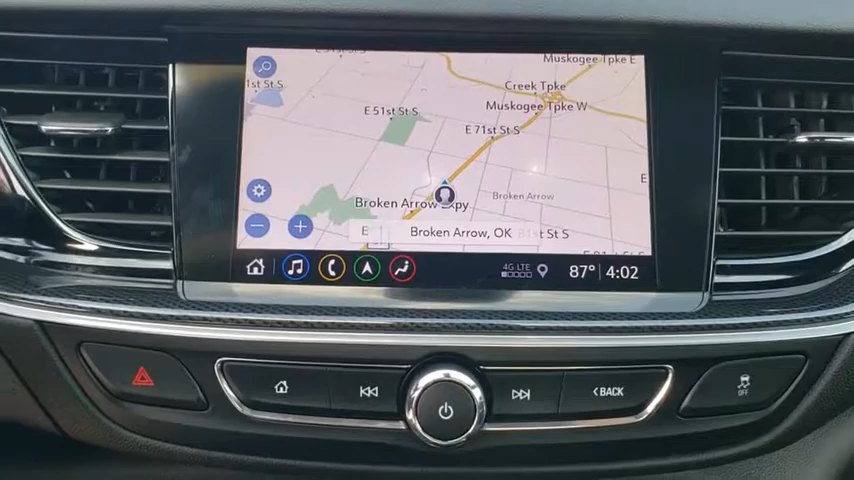 Muskogee Tpke E
1st St S
Creek Tpke
Muskogee Tpke W
E 51st St S
E 71st St S
Broken Arrow
Broken Arrow Expy
E
Broken Arrow, OK
St S
4G LTE
87° 4:02
BACK
OFF